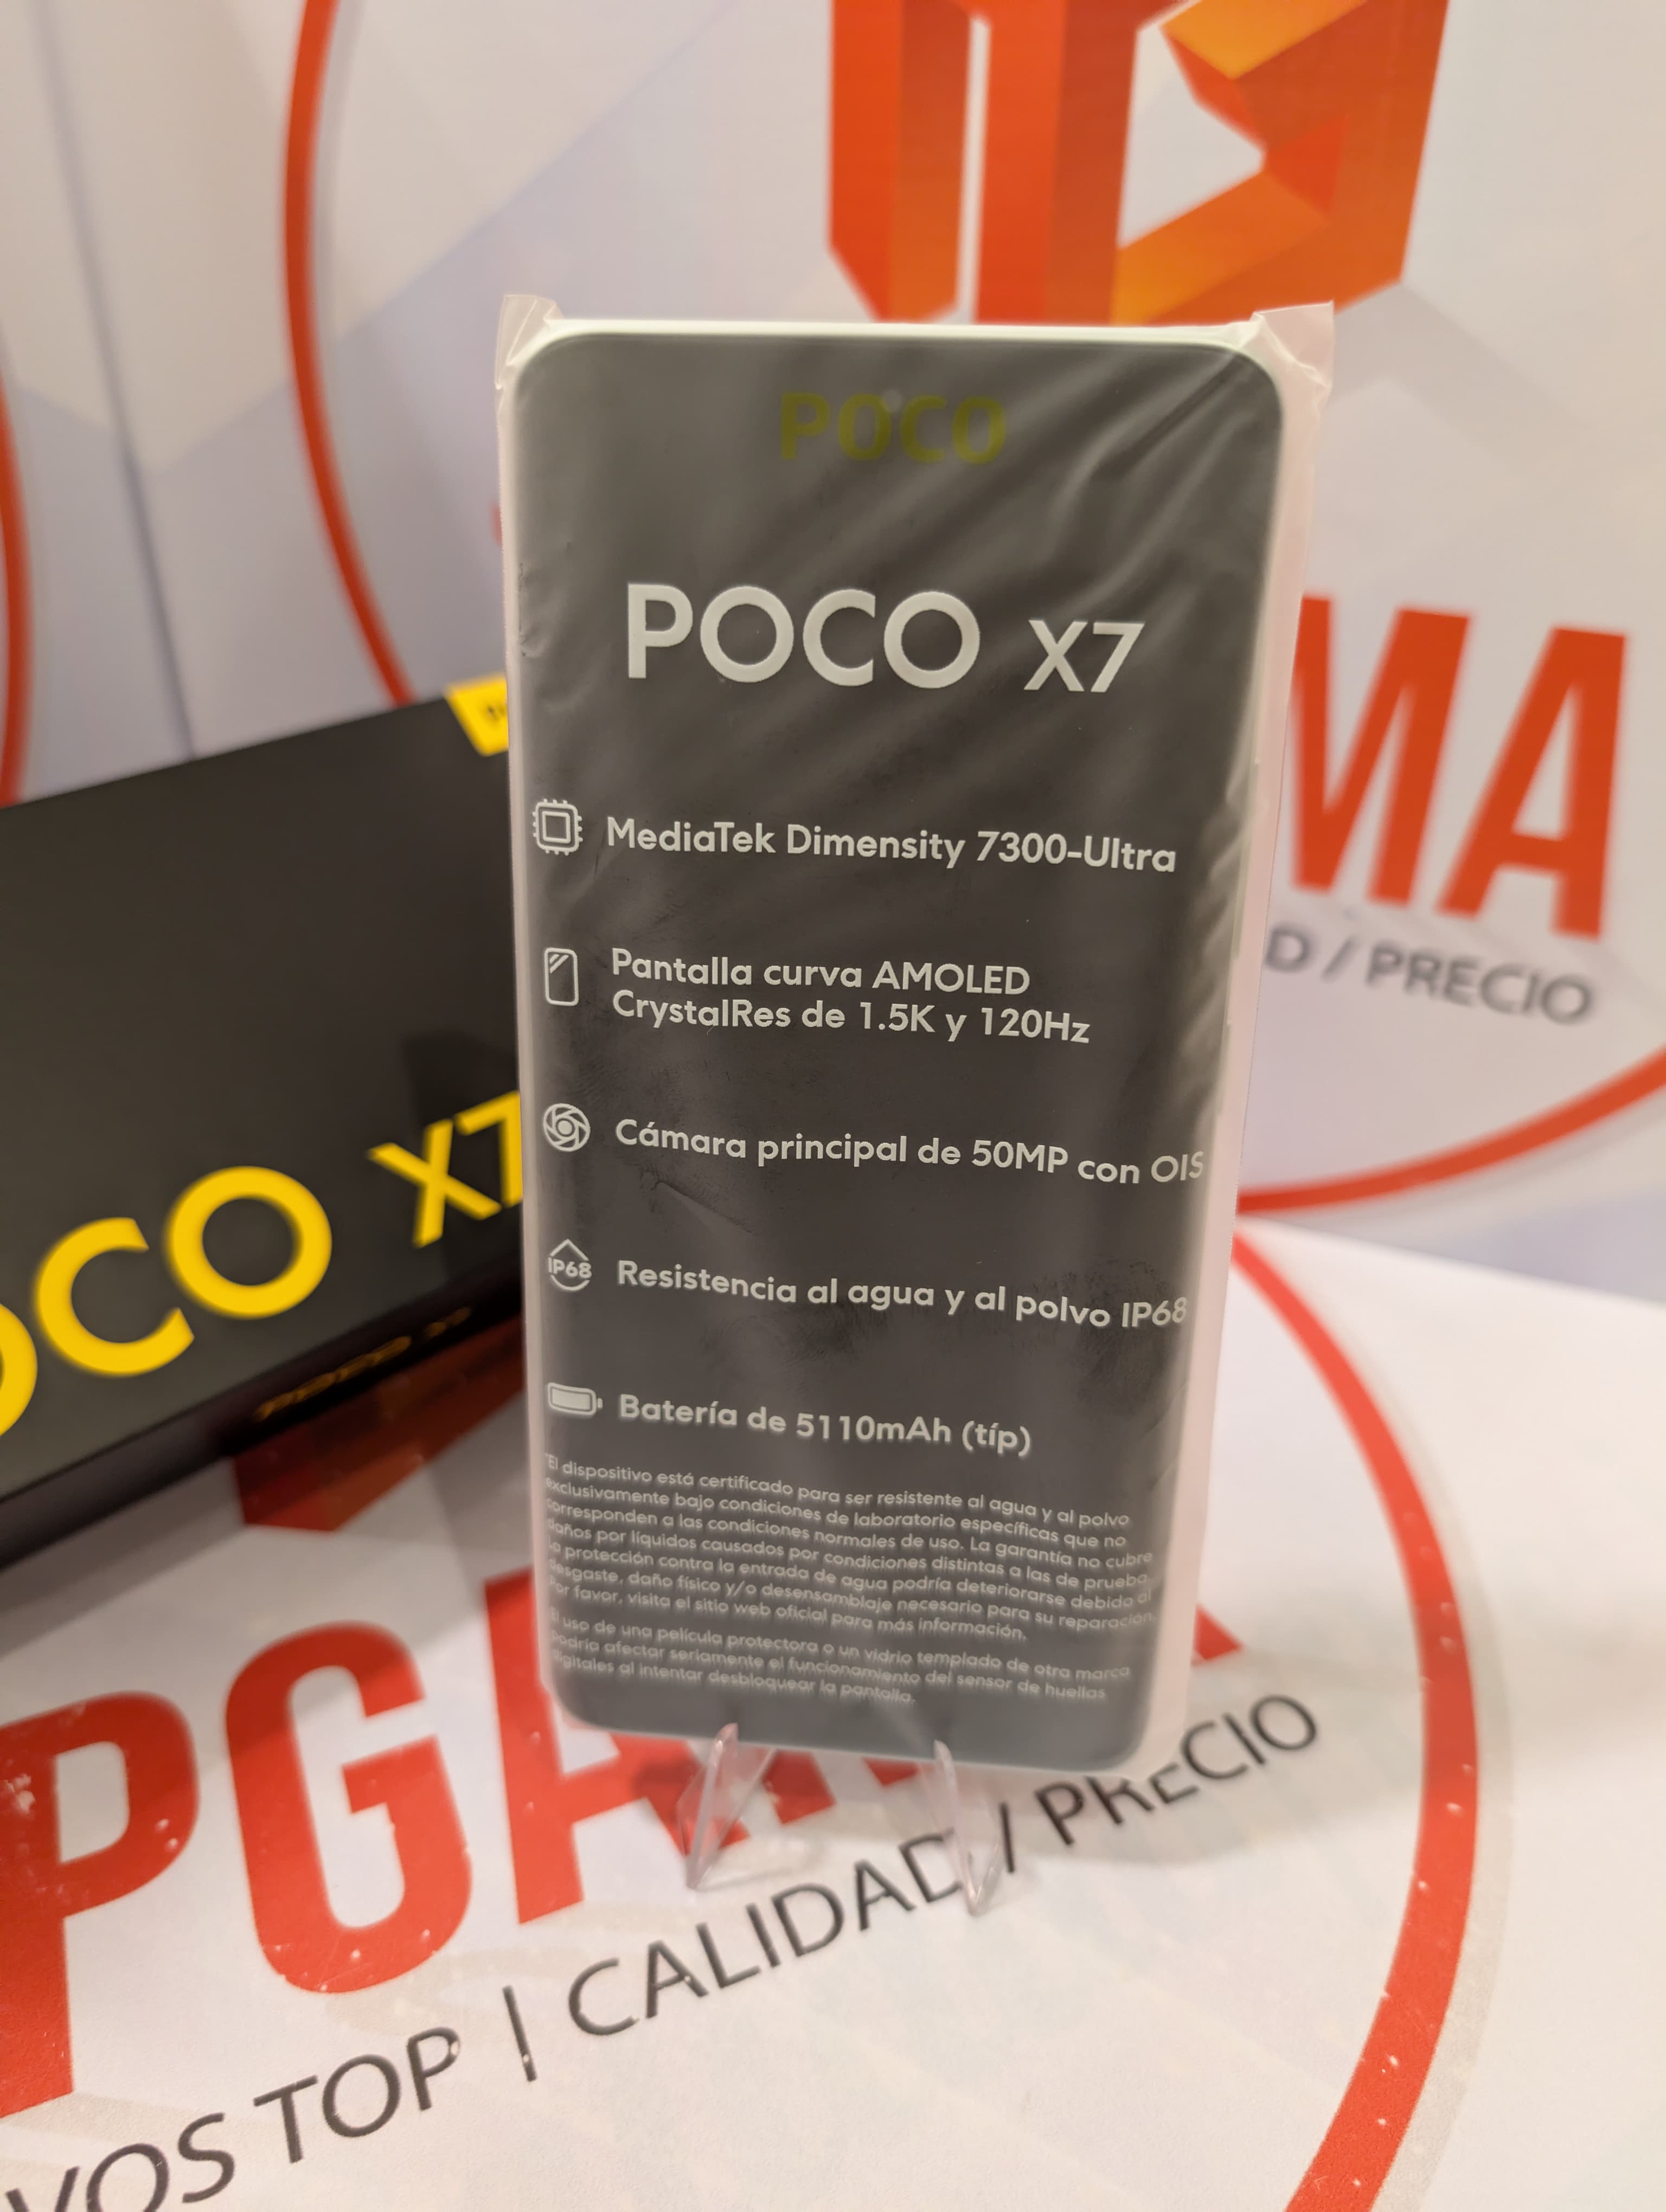 POCO
POCO X7
MediaTek Dimensity 7300-Ultra
Pantalla curva AMOLED
CrystalRes de 1.5K y 120Hz
Cámara principal de 50MP con OIS
IP68
Resistencia al agua y al polvo IP68
Batería de 5110mAh (típ)
*El dispositivo está certificado para ser resistente al agua y al polvo
exclusivamente bajo condiciones de laboratorio específicas que no
corresponden a las condiciones normales de uso. La garantía no cubre
daños por líquidos causados por condiciones distintas a las de prueba.
La protección contra la entrada de agua podría deteriorarse debido al
desgaste, daño físico y/o desensamblaje necesario para su reparación.
Por favor, visita el sitio web oficial para más información.
El uso de una película protectora o un vidrio templado de otra marca
podría afectar seriamente el funcionamiento del sensor de huellas
digitales al intentar desbloquear la pantalla.
OCO X7
POCO X7
MA
D / PRECIO
PGA
VOS TOP | CALIDAD / PRECIO